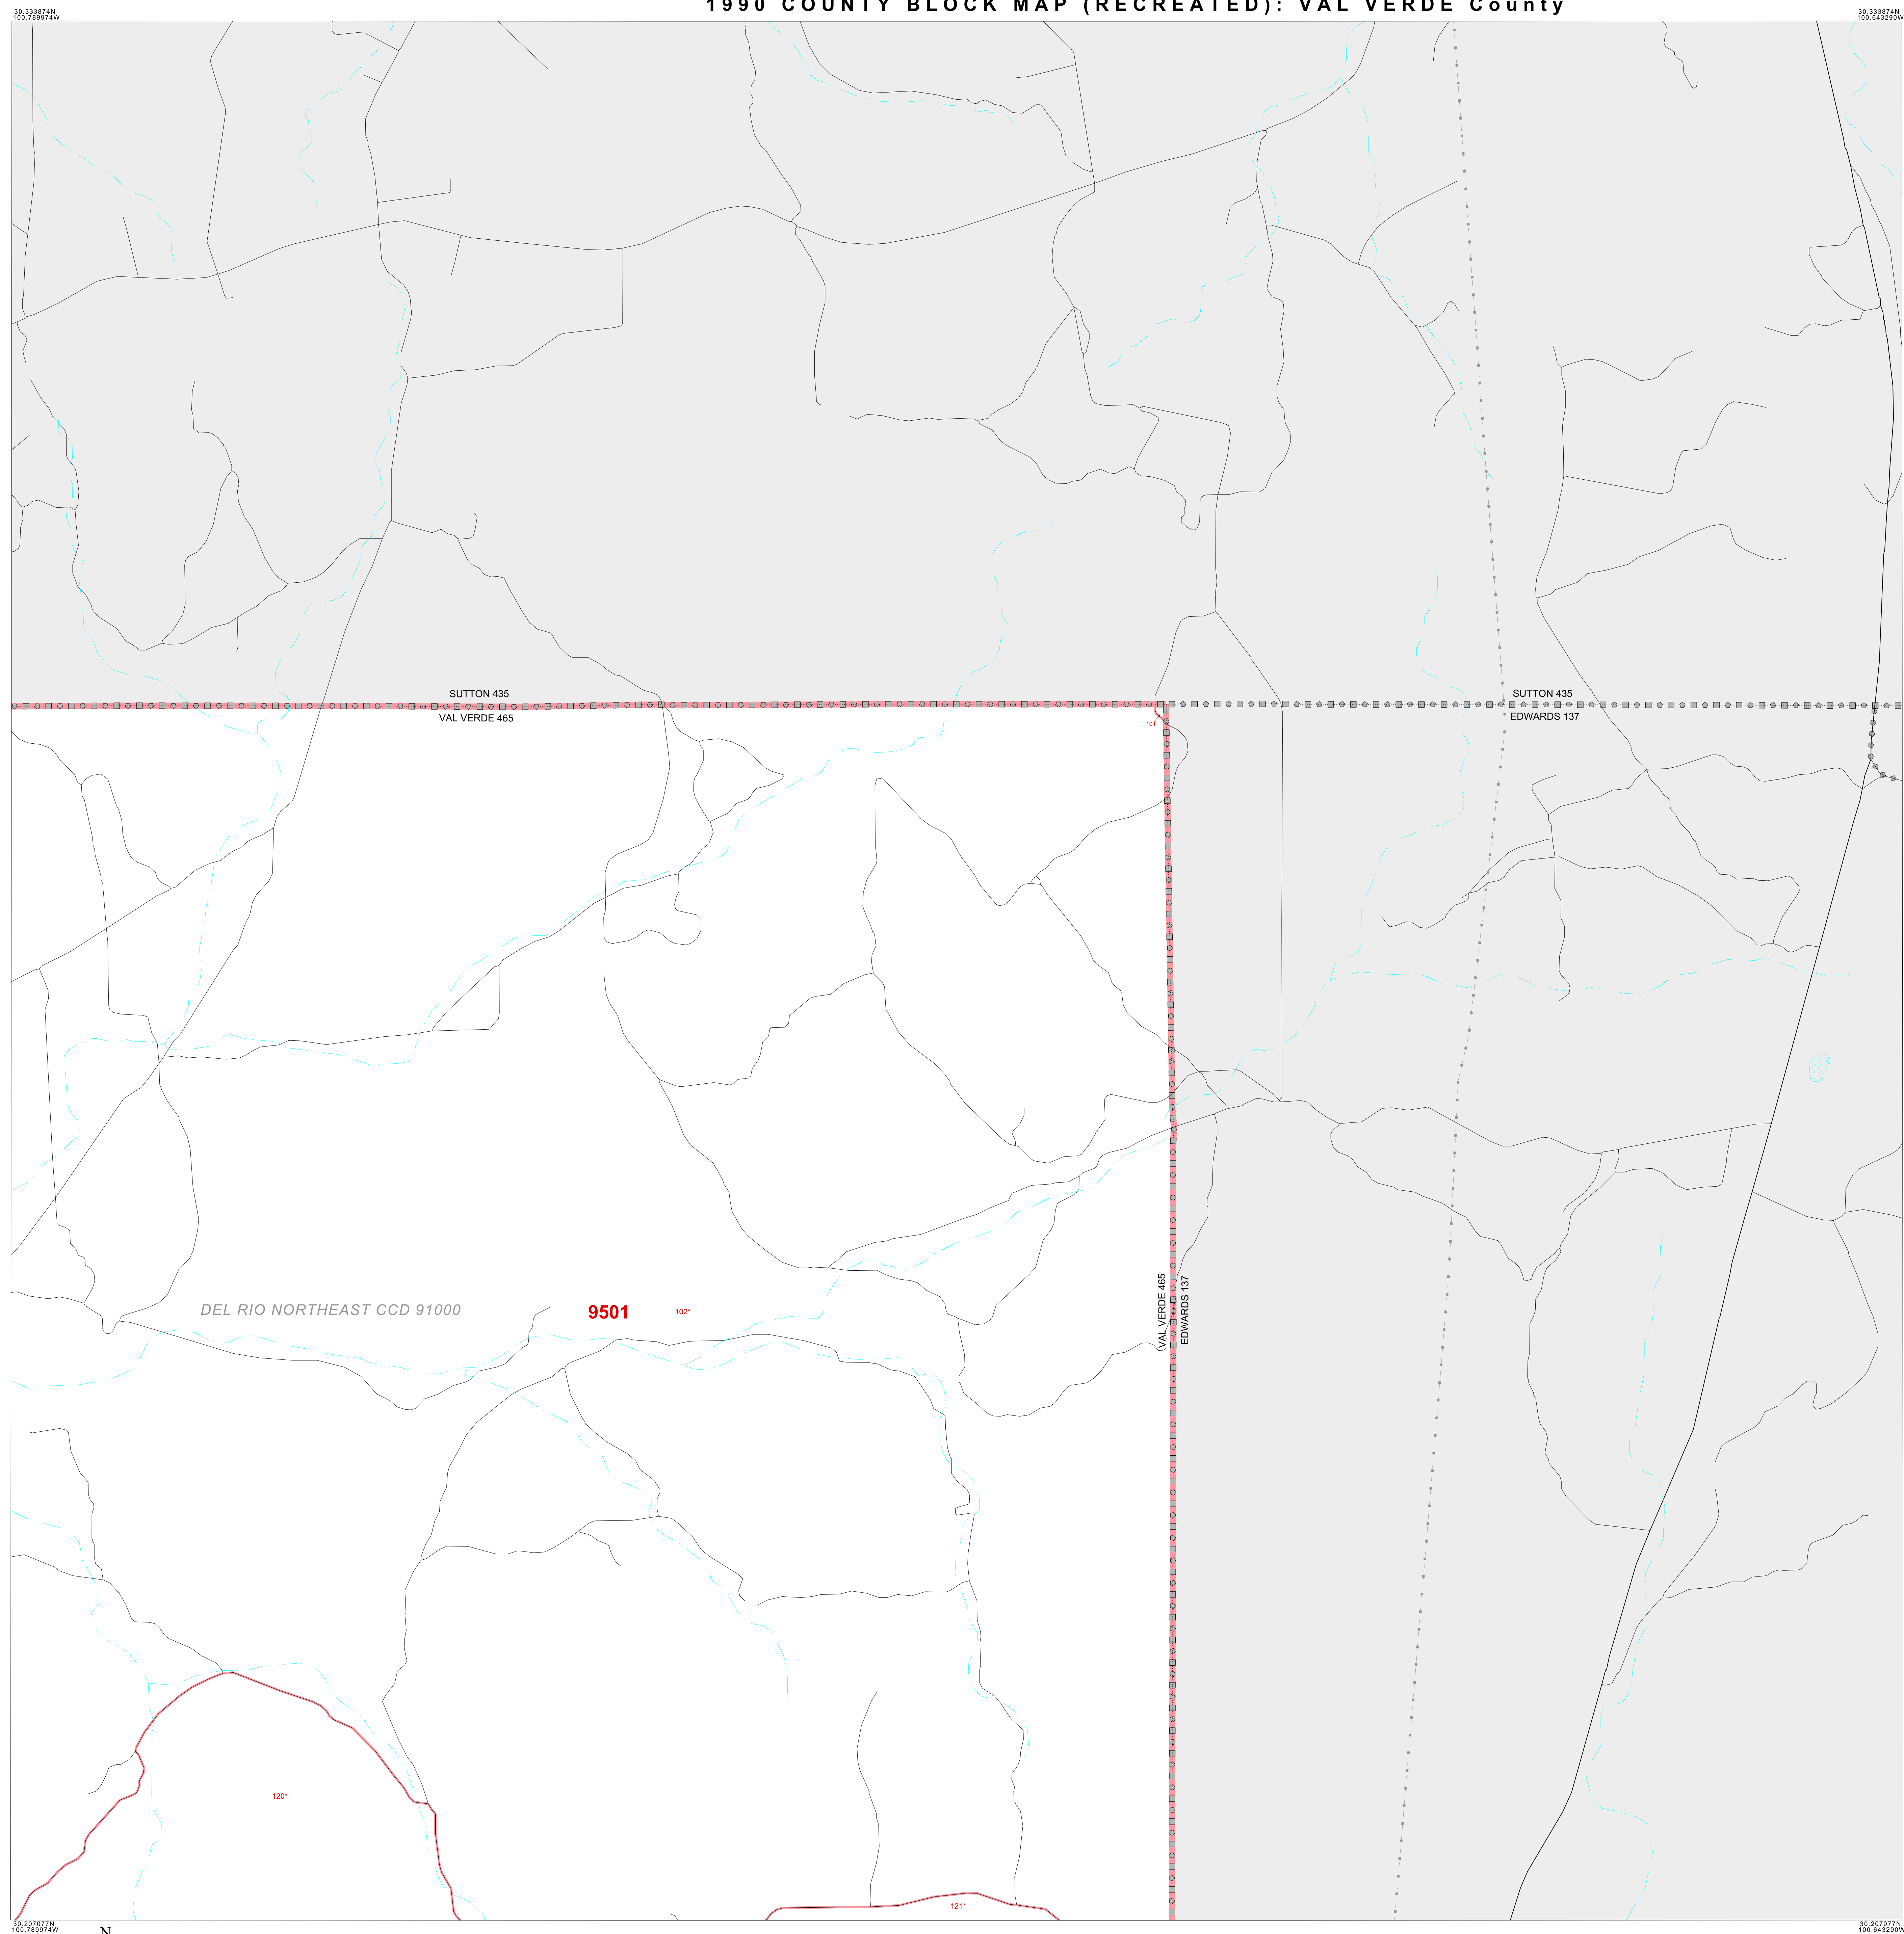 1990 COUNTY BLOCK MAP (RECREATED): VAL VERDE County
30.333874N
100.789974W
30.333874N
100.643290W
SUTTON 435
VAL VERDE 465
101
SUTTON 435
EDWARDS 137
VAL VERDE 465
EDWARDS 137
DEL RIO NORTHEAST CCD 91000
9501
102*
120*
121*
30.207077N
100.789974W
N
30.207077N
100.643290W